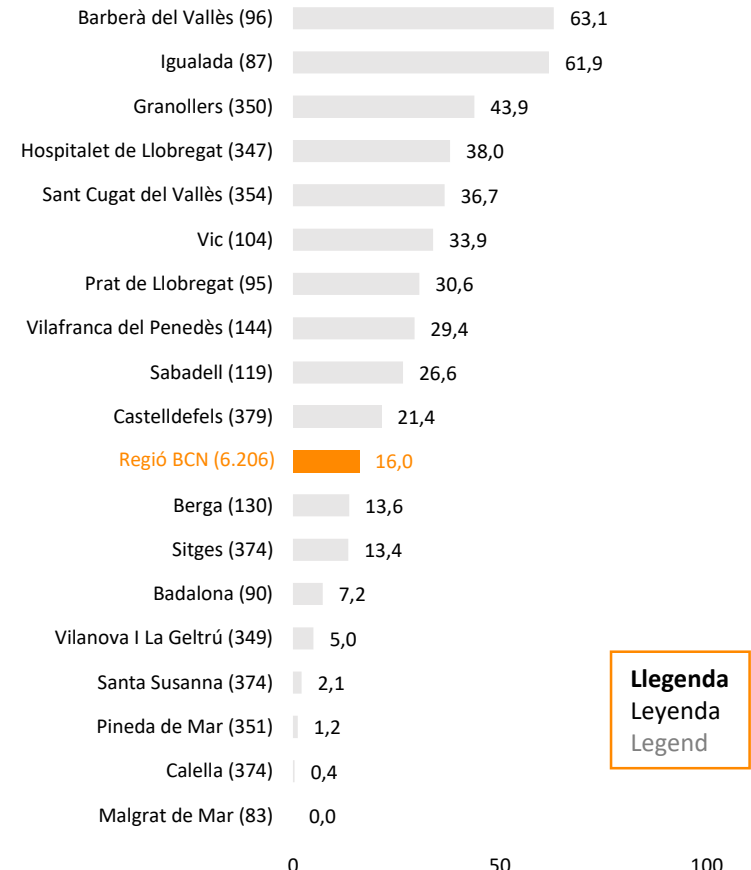 Barberà del Vallès (96) 63,1
Igualada (87) 61,9
Granollers (350) 43,9
Hospitalet de Llobregat (347) 38,0
Sant Cugat del Vallès (354) 36,7
Vic (104) 33,9
Prat de Llobregat (95) 30,6
Vilafranca del Penedès (144) 29,4
Sabadell (119) 26,6
Castelldefels (379) 21,4
Regió BCN (6.206) 16,0
Berga (130) 13,6
Sitges (374) 13,4
Badalona (90) 7,2
Vilanova I La Geltrú (349) 5,0
Santa Susanna (374) 2,1
Pineda de Mar (351) 1,2
Calella (374) 0,4
Malgrat de Mar (83) 0,0
0 50 100
Llegenda
Leyenda
Legend